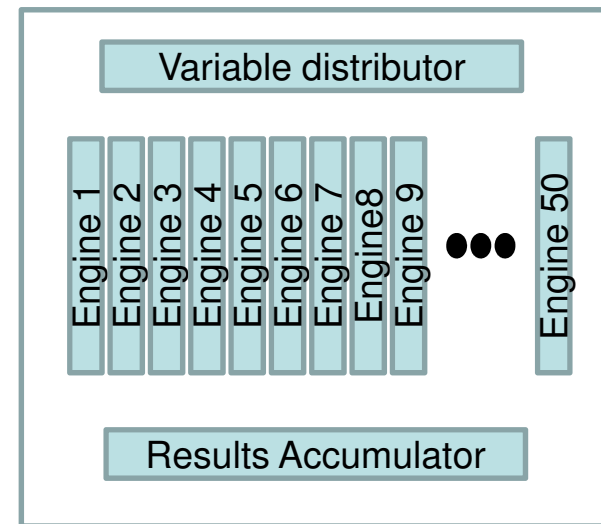 Variable distributor
Engine 1
Engine 2
Engine 3
Engine 4
Engine 5
Engine 6
Engine 7
Engine8
Engine 9
Engine 50
Results Accumulator